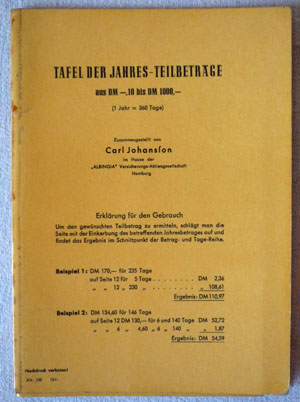 TAFEL DER JAHRES-TEILBETRÄGE
aus DM –,10 bis DM 1000,–
(1 Jahr = 360 Tage)
Zusammengestellt von
Carl Johansson
im Hause der
„ALBINGIA" Versicherungs-Aktiengesellschaft
Hamburg
Erklärung für den Gebrauch
Um den gewünschten Teilbetrag zu ermitteln, schlägt man die
Seite mit der Einkerbung des betreffenden Jahresbetrages auf und
findet das Ergebnis im Schnittpunkt der Betrag- und Tage-Reihe.
Beispiel 1: DM 170,– für 235 Tage
auf Seite 12 für 5 Tage . . . . . . . . DM 2,36
„ „ 12 „ 230 „ . . . . . . . . „ 108,61
Ergebnis: DM 110,97
Beispiel 2: DM 134,60 für 146 Tage
auf Seite 12 DM 130,– für 6 und 140 Tage DM 52,72
„ „ 6 „ 4,60 „ 6 „ 140 „ „ 1,87
Ergebnis: DM 54,59
Nachdruck verboten!